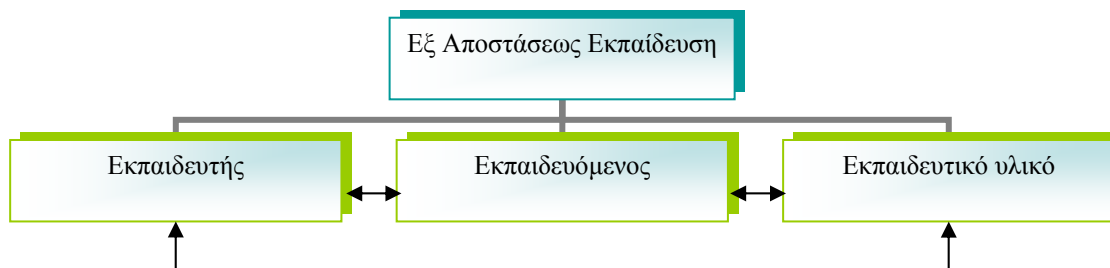 Εξ Αποστάσεως Εκπαίδευση
Εκπαιδευτής
Εκπαιδευόμενος
Εκπαιδευτικό υλικό